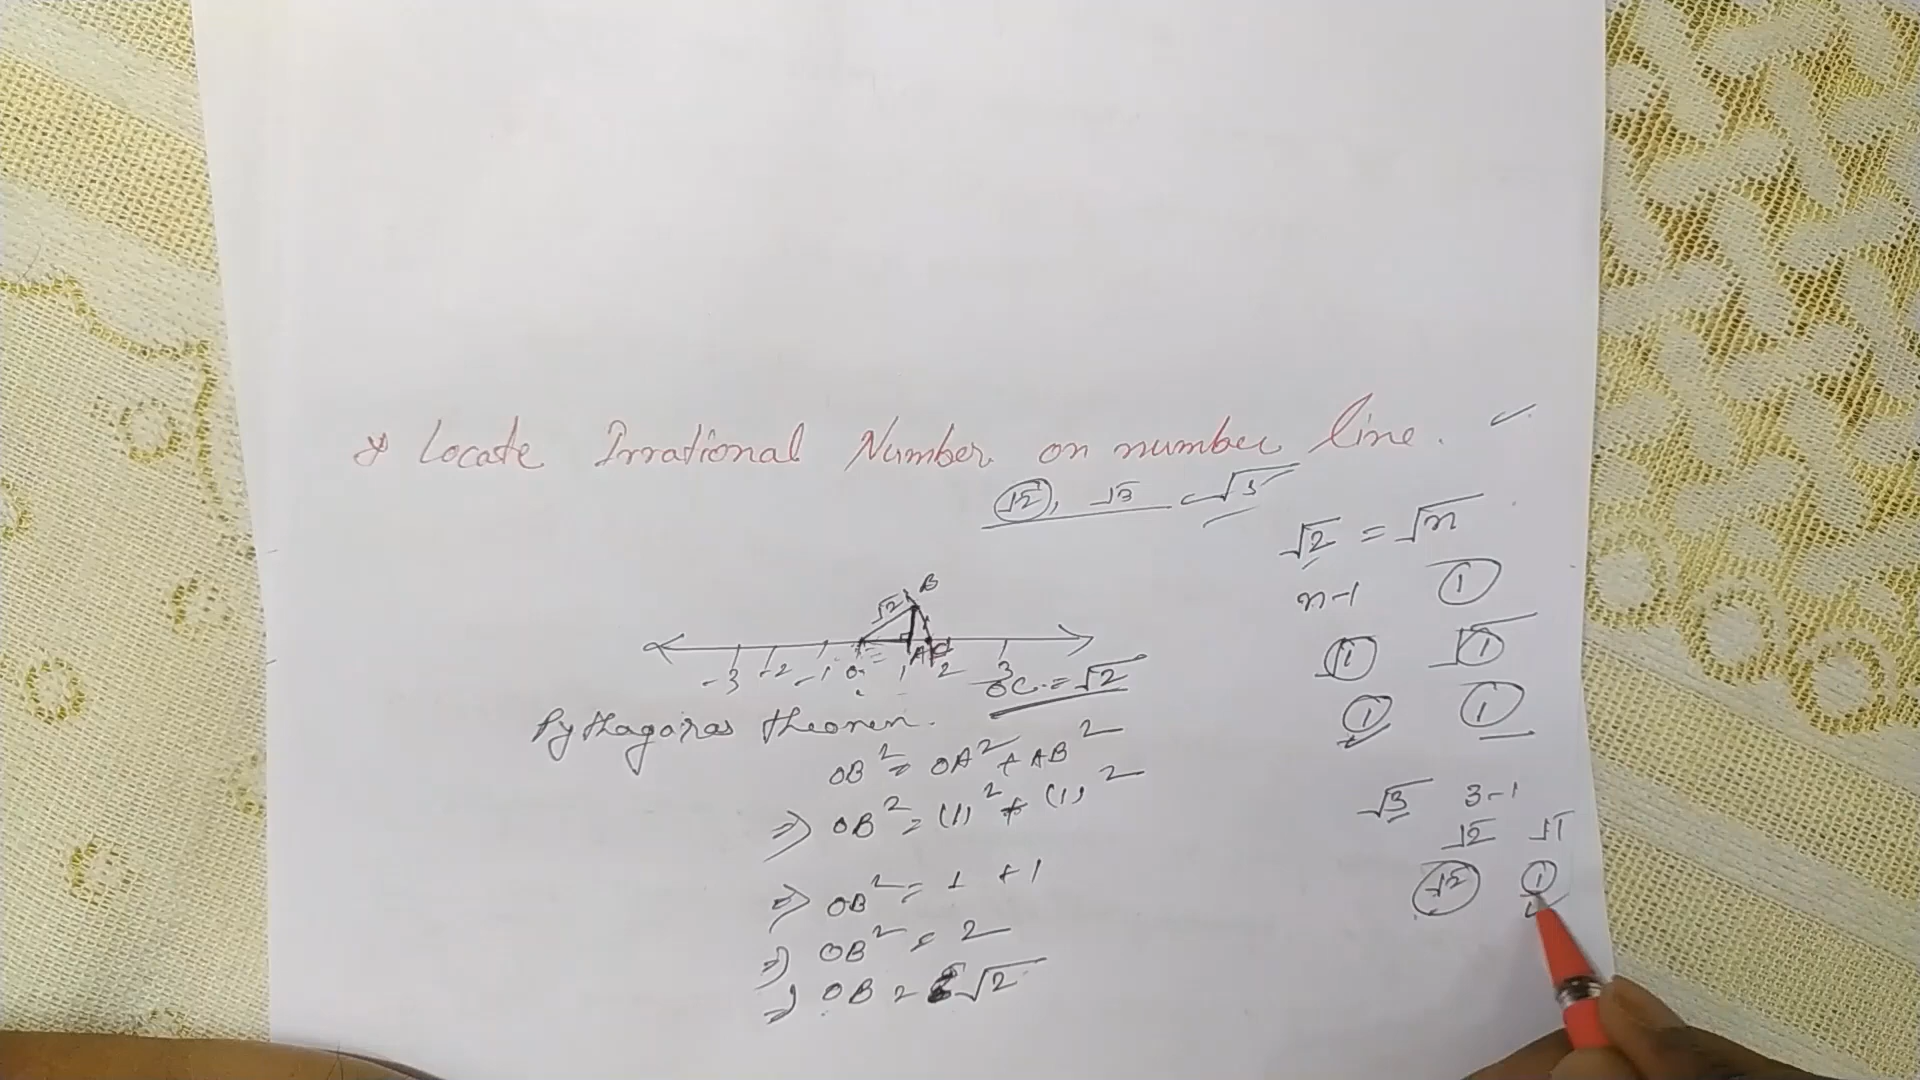 * Locate Irrational Number on number line.
√2, √3 √5
√2 = √n
n-1 1
√1 √1
1 1
√2 B
-3 -2 -1 0 1 A C 2 3
OC = √2
Pythagoras theorem.
OB² = OA² + AB²
⇒ OB² = (1)² + (1)²
⇒ OB² = 1 + 1
⇒ OB² = 2
⇒ OB = √2
√3 3-1
√2 √1
√2 1